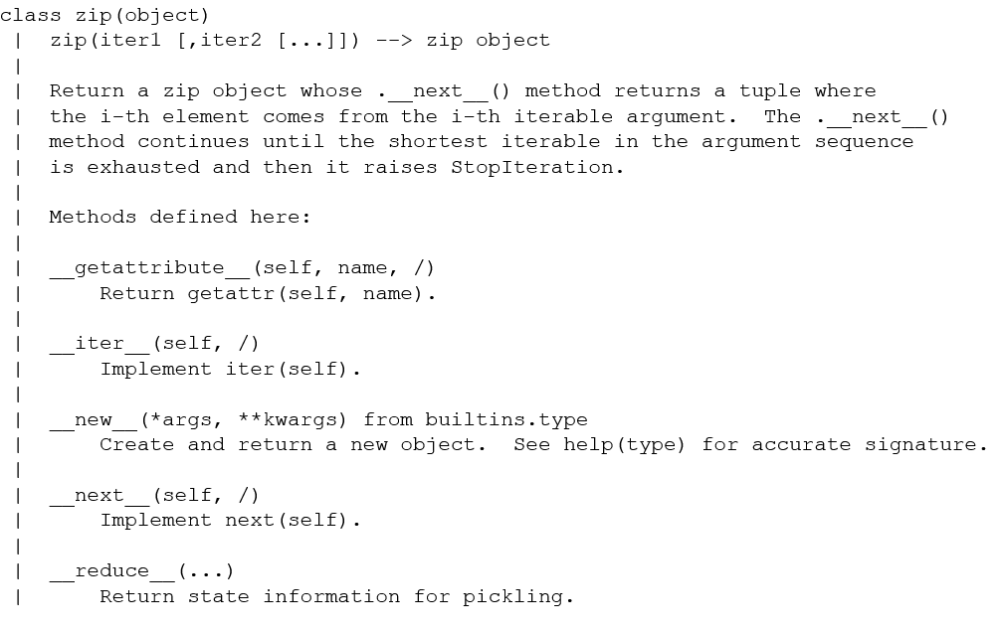 class zip(object)
 |  zip(iter1 [,iter2 [...]]) --> zip object
 |
 |  Return a zip object whose .__next__() method returns a tuple where
 |  the i-th element comes from the i-th iterable argument.  The .__next__()
 |  method continues until the shortest iterable in the argument sequence
 |  is exhausted and then it raises StopIteration.
 |
 |  Methods defined here:
 |
 |  __getattribute__(self, name, /)
 |      Return getattr(self, name).
 |
 |  __iter__(self, /)
 |      Implement iter(self).
 |
 |  __new__(*args, **kwargs) from builtins.type
 |      Create and return a new object.  See help(type) for accurate signature.
 |
 |  __next__(self, /)
 |      Implement next(self).
 |
 |  __reduce__(...)
 |      Return state information for pickling.